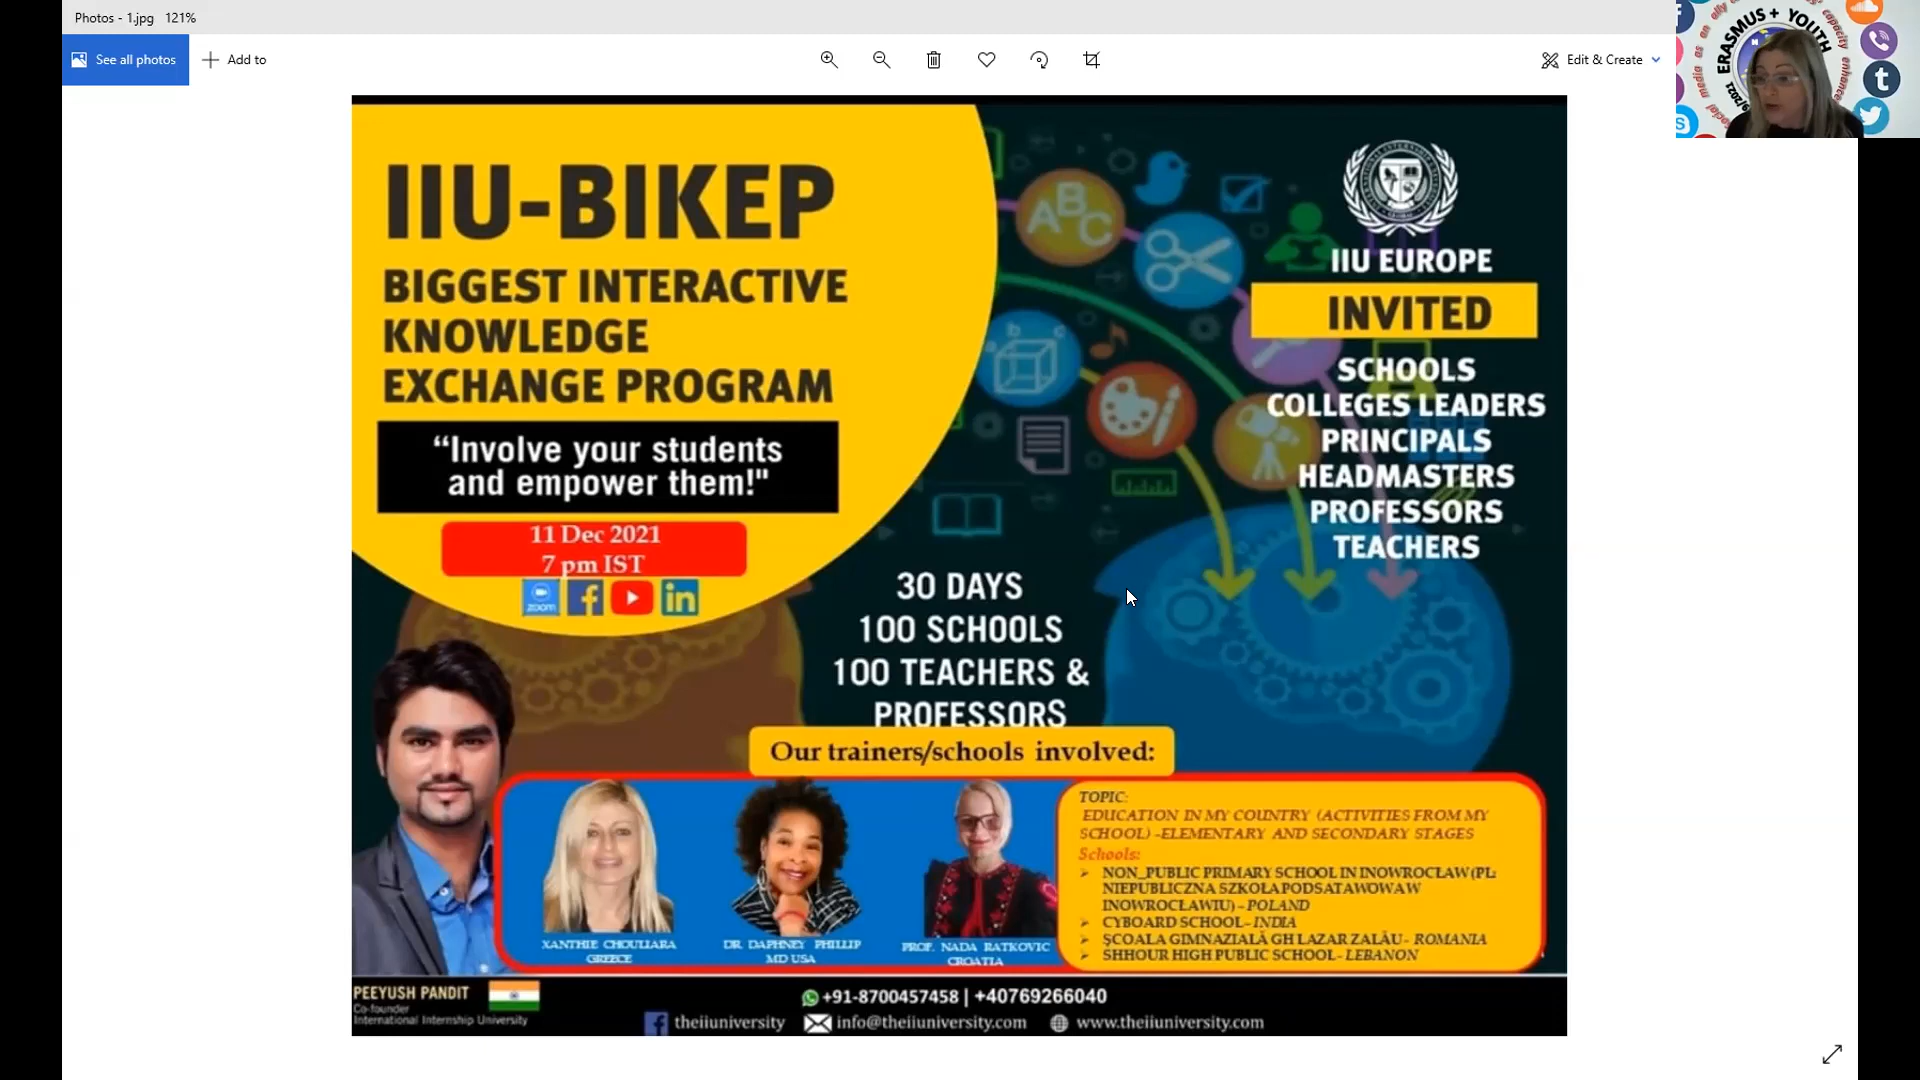 Photos - 1.jpg 121%
See all photos
Add to
Edit & Create
ERASMUS + YOUTH
IIU-BIKEP
BIGGEST INTERACTIVE
KNOWLEDGE
EXCHANGE PROGRAM
“Involve your students
and empower them!"
11 Dec 2021
7 pm IST
zoom
ABC
IIU EUROPE
INVITED
SCHOOLS
COLLEGES LEADERS
PRINCIPALS
HEADMASTERS
PROFESSORS
TEACHERS
30 DAYS
100 SCHOOLS
100 TEACHERS &
PROFESSORS
Our trainers/schools involved:
XANTHIE CHOULIARA
GREECE
DR. DAPHNEY PHILLIP
MD USA
PROF. NADA RATKOVIC
CROATIA
TOPIC:
EDUCATION IN MY COUNTRY (ACTIVITIES FROM MY
SCHOOL) -ELEMENTARY AND SECONDARY STAGES
Schools:
NON_PUBLIC PRIMARY SCHOOL IN INOWROCŁAW (PL:
NIEPUBLICZNA SZKOŁA PODSATAWOWA W
INOWROCŁAWIU) - POLAND
CYBOARD SCHOOL- INDIA
ȘCOALA GIMNAZIALĂ GH LAZAR ZALĂU- ROMANIA
SHHOUR HIGH PUBLIC SCHOOL- LEBANON
PEEYUSH PANDIT
Co-founder
International Internship University
+91-8700457458 | +40769266040
theiiuniversity info@theiiuniversity.com www.theiiuniversity.com